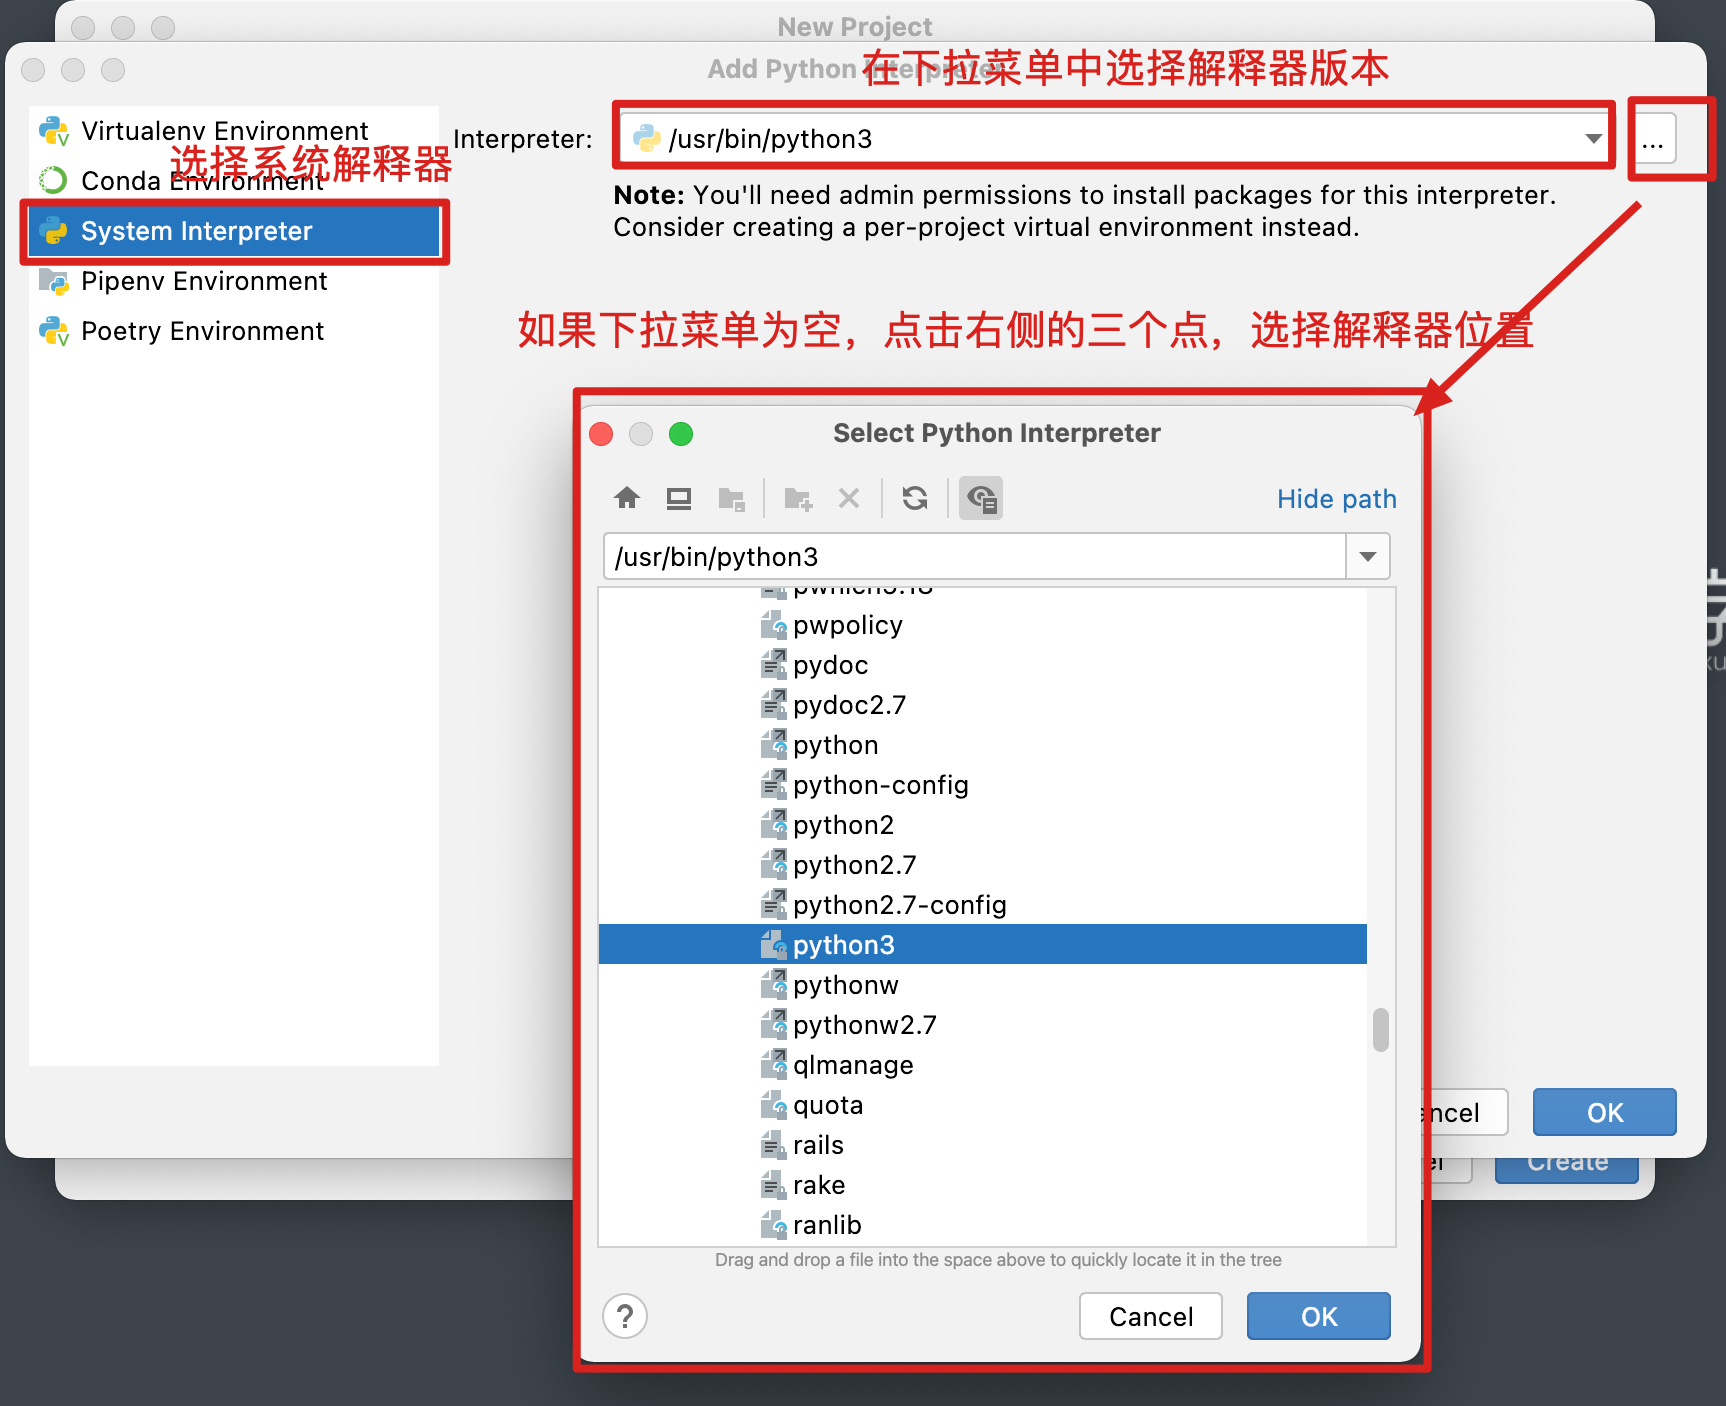 New Project
Add Python
在下拉菜单中选择解释器版本
Virtualenv Environment
Interpreter:
/usr/bin/python3
...
选择系统解释器
Conda Environment
Note: You'll need admin permissions to install packages for this interpreter.
System Interpreter
Consider creating a per-project virtual environment instead.
Pipenv Environment
Poetry Environment
如果下拉菜单为空，点击右侧的三个点，选择解释器位置
Select Python Interpreter
Hide path
/usr/bin/python3
pwpolicy
pydoc
pydoc2.7
python
python-config
python2
python2.7
python2.7-config
python3
pythonw
pythonw2.7
qlmanage
quota
rails
rake
ranlib
Drag and drop a file into the space above to quickly locate it in the tree
?
Cancel
OK
ncel
OK
Create